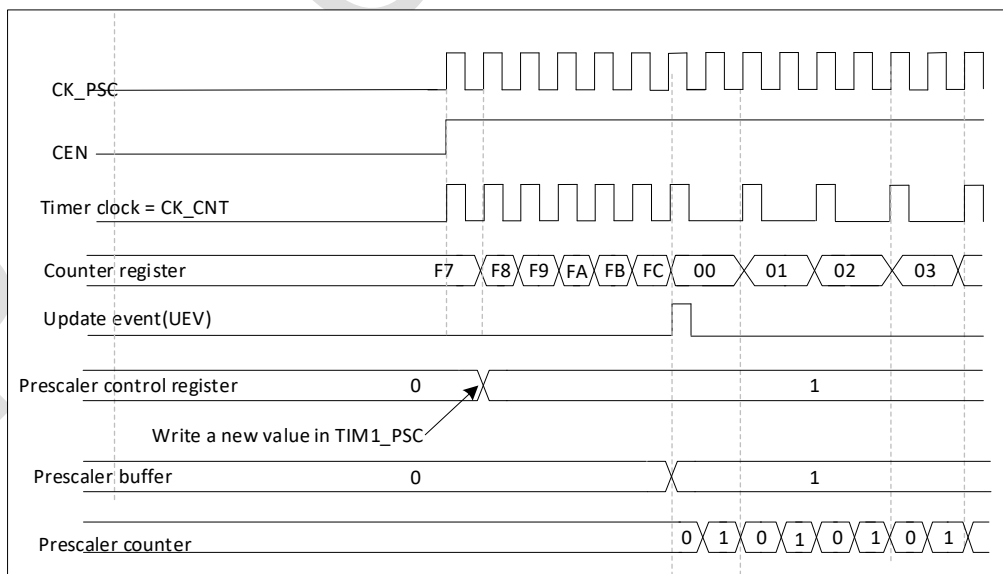 CK_PSC
CEN
Timer clock = CK_CNT
Counter register F7 F8 F9 FA FB FC 00 01 02 03
Update event(UEV)
Prescaler control register 0 1
Write a new value in TIM1_PSC
Prescaler buffer 0 1
Prescaler counter 0 1 0 1 0 1 0 1